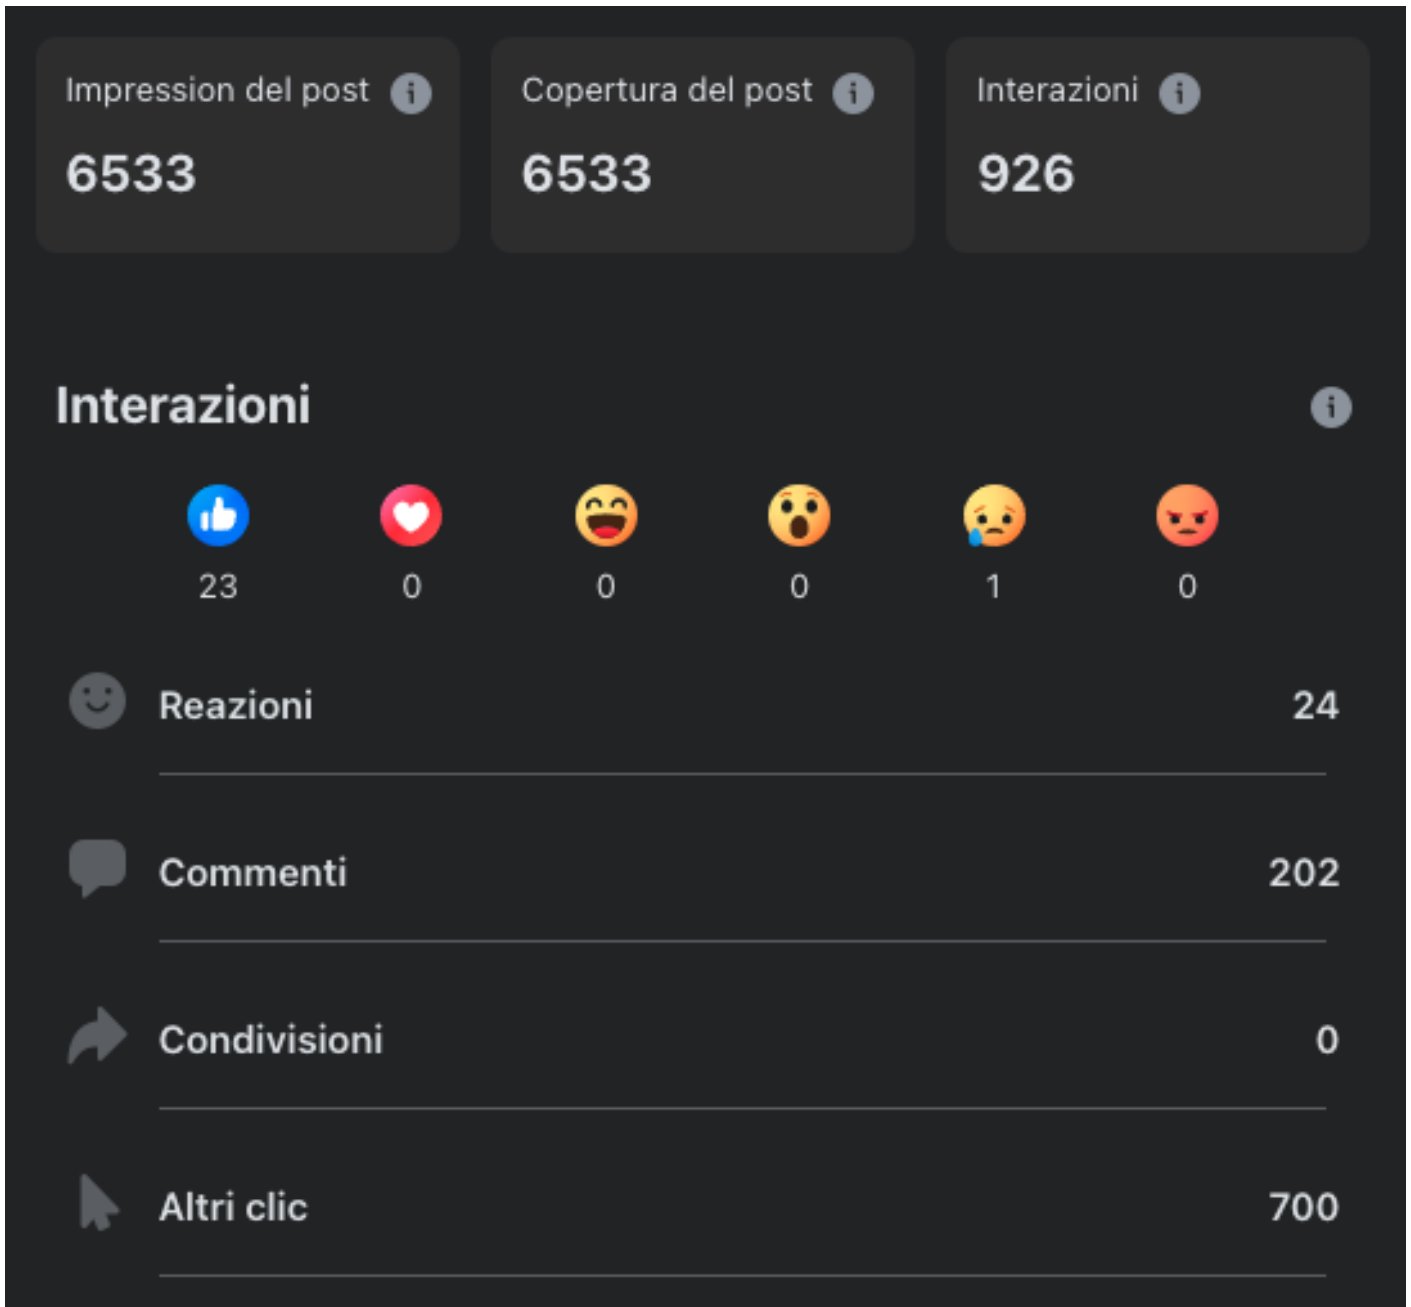 Impression del post
6533
Copertura del post
6533
Interazioni
926
Interazioni
23 0 0 0 1 0
Reazioni 24
Commenti 202
Condivisioni 0
Altri clic 700